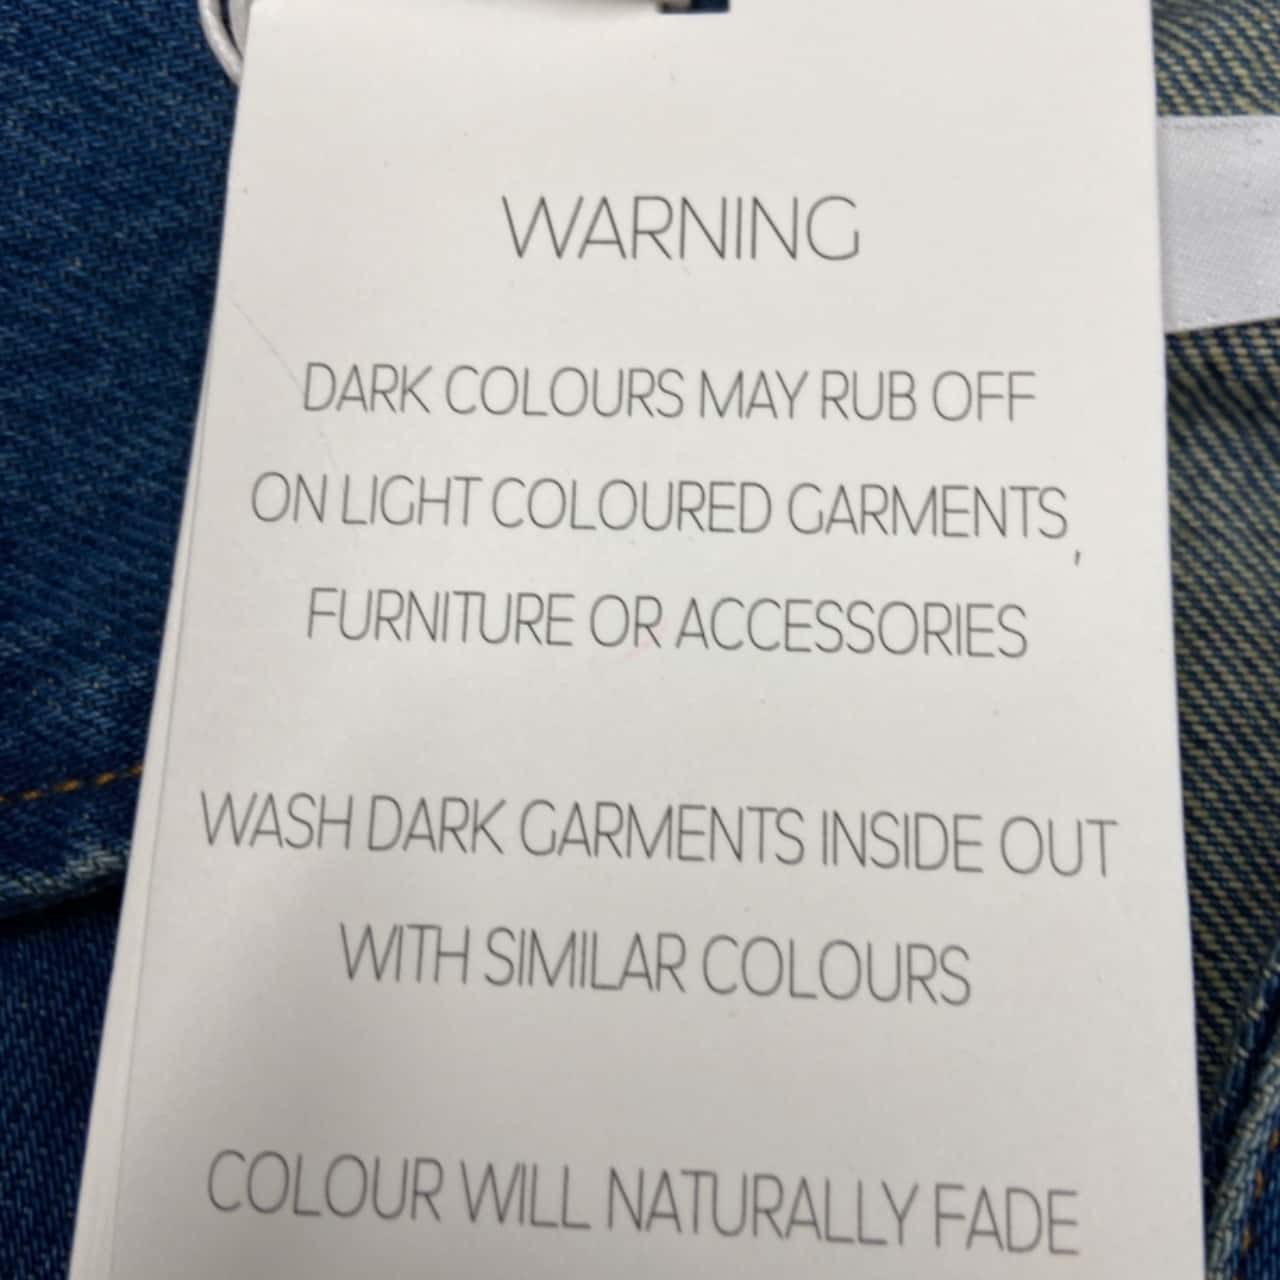 WARNING
DARK COLOURS MAY RUB OFF
ON LIGHT COLOURED GARMENTS,
FURNITURE OR ACCESSORIES
WASH DARK GARMENTS INSIDE OUT
WITH SIMILAR COLOURS
COLOUR WILL NATURALLY FADE